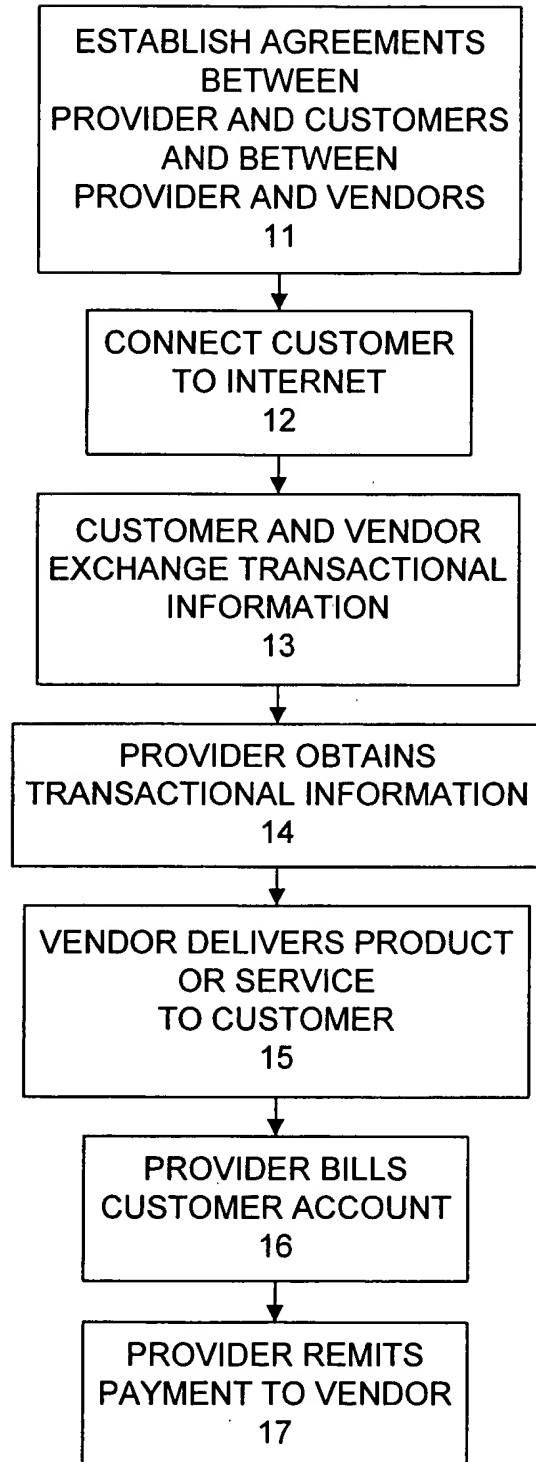 ESTABLISH AGREEMENTS
BETWEEN
PROVIDER AND CUSTOMERS
AND BETWEEN
PROVIDER AND VENDORS
11
CONNECT CUSTOMER
TO INTERNET
12
CUSTOMER AND VENDOR
EXCHANGE TRANSACTIONAL
INFORMATION
13
PROVIDER OBTAINS
TRANSACTIONAL INFORMATION
14
VENDOR DELIVERS PRODUCT
OR SERVICE
TO CUSTOMER
15
PROVIDER BILLS
CUSTOMER ACCOUNT
16
PROVIDER REMITS
PAYMENT TO VENDOR
17